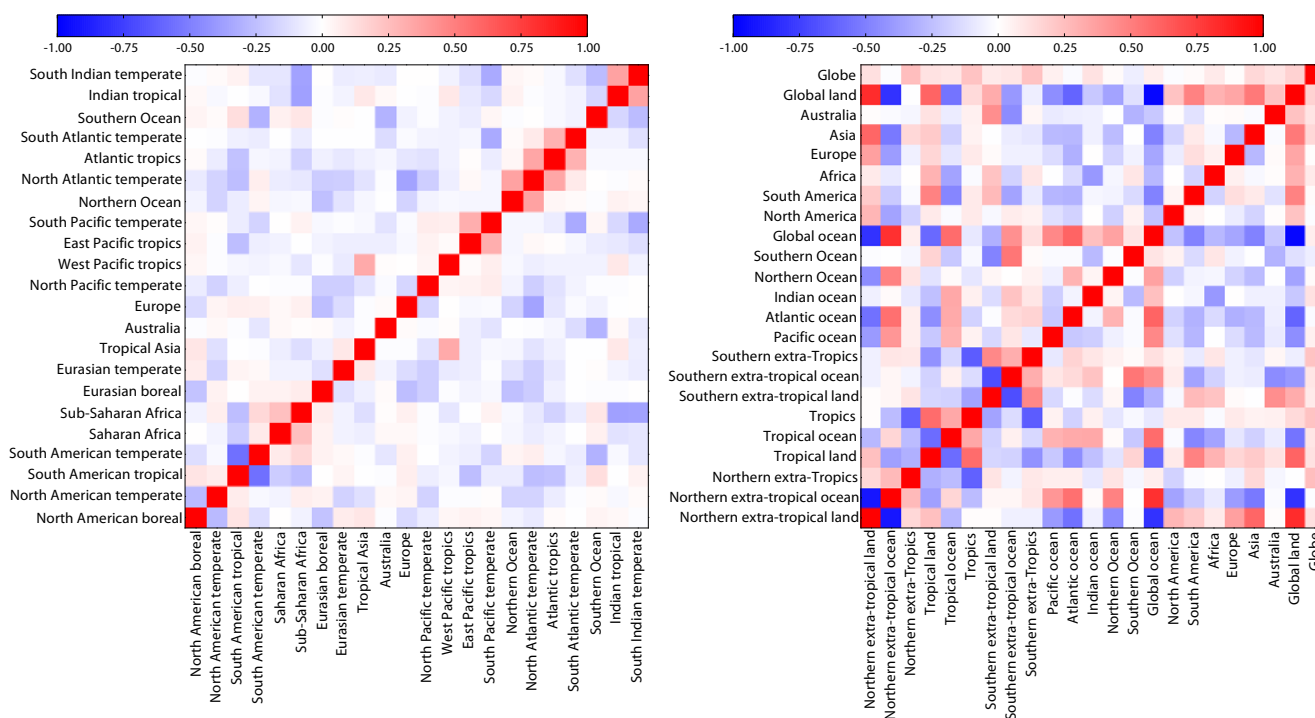 -1.00 -0.75 -0.50 -0.25 0.00 0.25 0.50 0.75 1.00
South Indian temperate
Indian tropical
Southern Ocean
South Atlantic temperate
Atlantic tropics
North Atlantic temperate
Northern Ocean
South Pacific temperate
East Pacific tropics
West Pacific tropics
North Pacific temperate
Europe
Australia
Tropical Asia
Eurasian temperate
Eurasian boreal
Sub-Saharan Africa
Saharan Africa
South American temperate
South American tropical
North American temperate
North American boreal
North American boreal
North American temperate
South American tropical
South American temperate
Saharan Africa
Sub-Saharan Africa
Eurasian boreal
Eurasian temperate
Tropical Asia
Australia
Europe
North Pacific temperate
West Pacific tropics
East Pacific tropics
South Pacific temperate
Northern Ocean
North Atlantic temperate
Atlantic tropics
South Atlantic temperate
Southern Ocean
Indian tropical
South Indian temperate
-1.00 -0.75 -0.50 -0.25 0.00 0.25 0.50 0.75 1.00
Globe
Global land
Australia
Asia
Europe
Africa
South America
North America
Global ocean
Southern Ocean
Northern Ocean
Indian ocean
Atlantic ocean
Pacific ocean
Southern extra-Tropics
Southern extra-tropical ocean
Southern extra-tropical land
Tropics
Tropical ocean
Tropical land
Northern extra-Tropics
Northern extra-tropical ocean
Northern extra-tropical land
Northern extra-tropical land
Northern extra-tropical ocean
Northern extra-Tropics
Tropical land
Tropical ocean
Tropics
Southern extra-tropical land
Southern extra-tropical ocean
Southern extra-Tropics
Pacific ocean
Atlantic ocean
Indian ocean
Northern Ocean
Southern Ocean
Global ocean
North America
South America
Africa
Europe
Asia
Australia
Global land
Globe